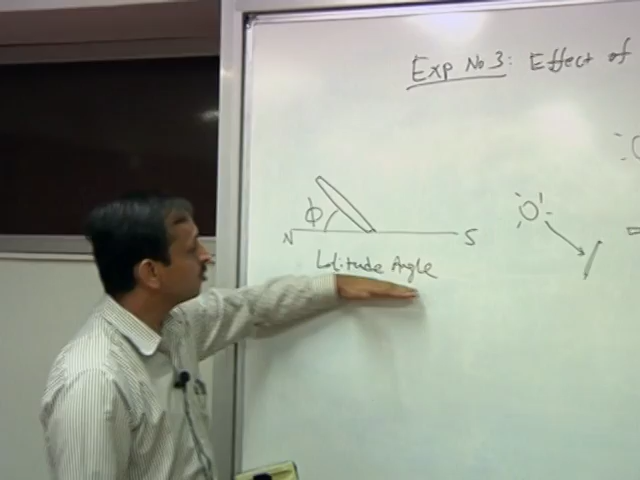 Exp No 3: Effect of
ϕ
N S
Latitude Angle